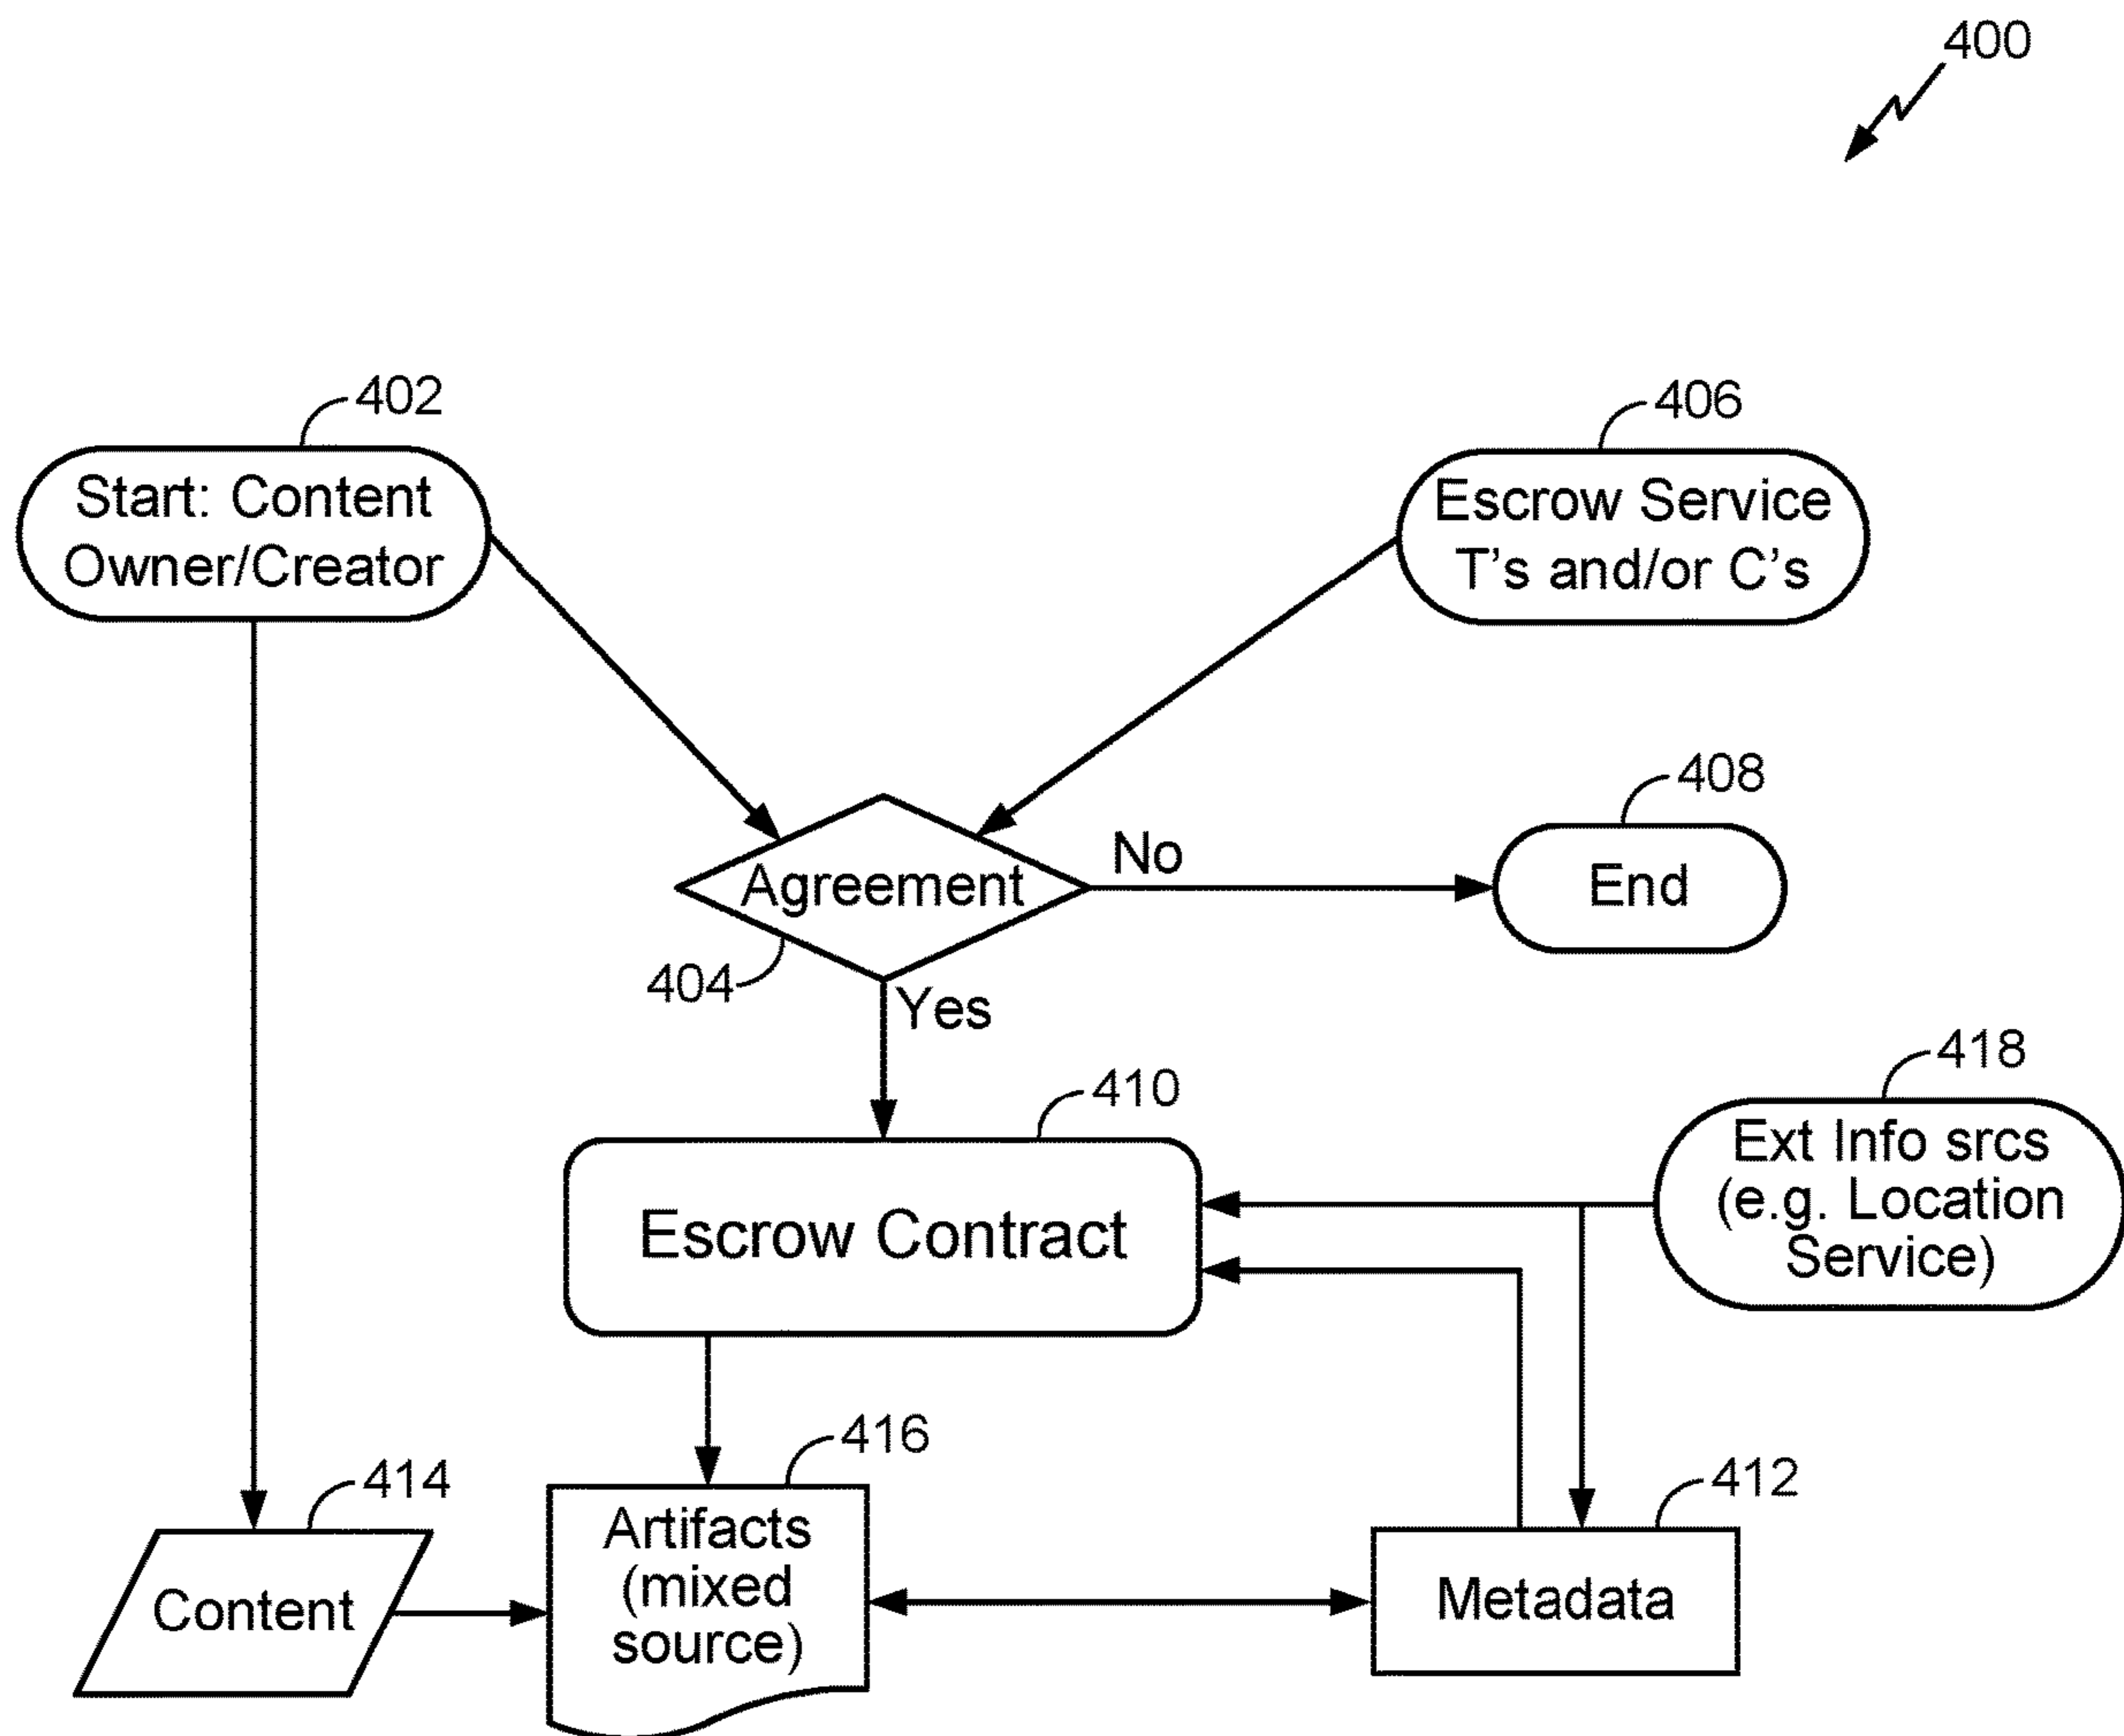 400
402
Start: Content
Owner/Creator
406
Escrow Service
T's and/or C's
408
End
No
Agreement
404
Yes
410
Escrow Contract
418
Ext Info srcs
(e.g. Location
Service)
414
Content
416
Artifacts
(mixed
source)
412
Metadata